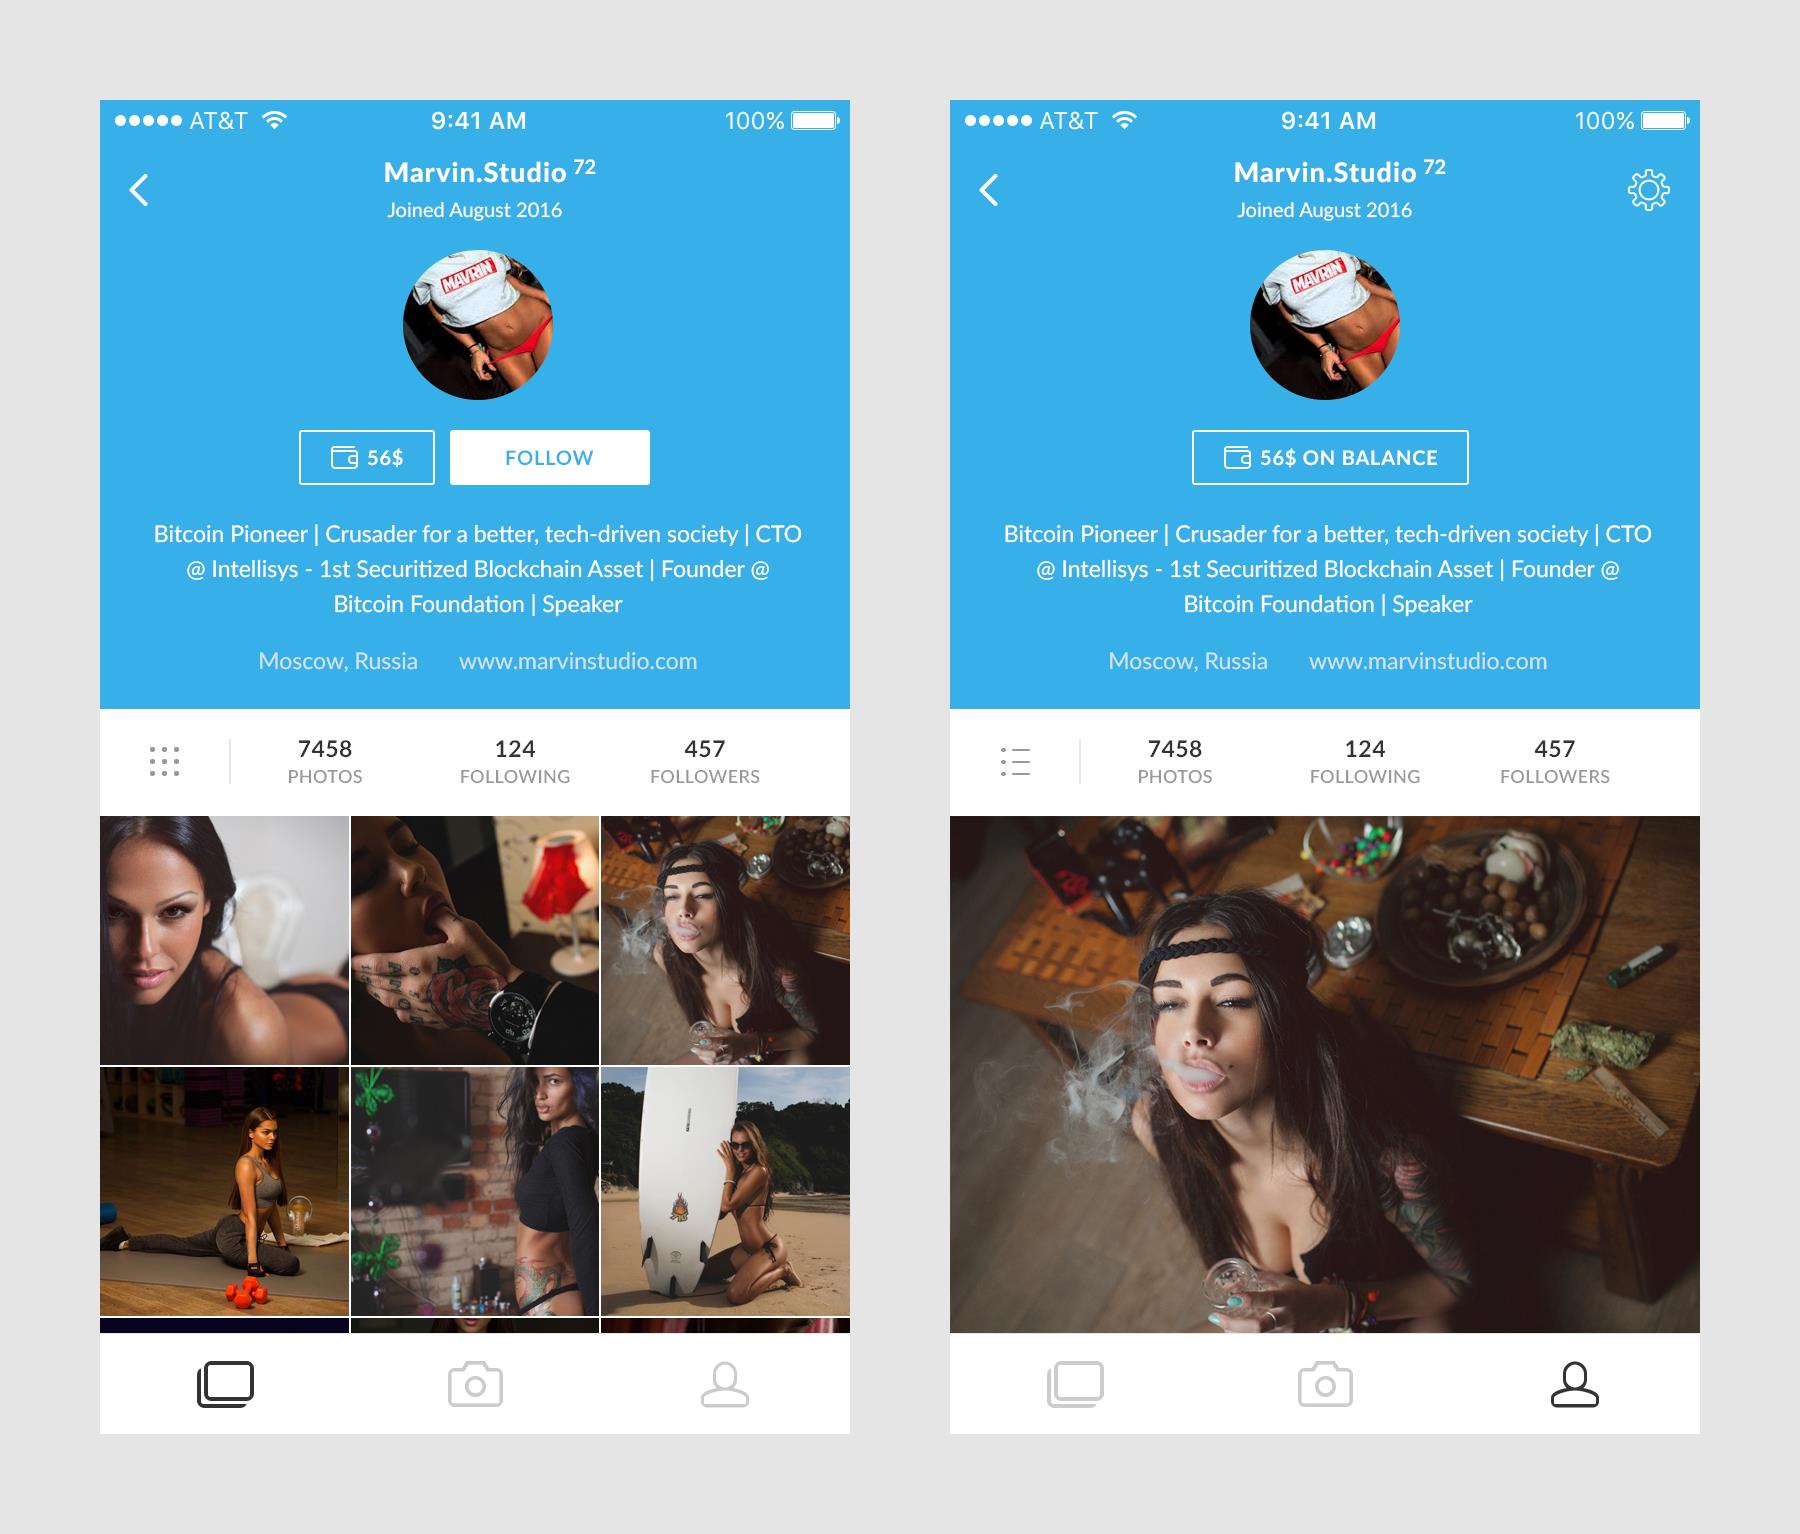 AT&T 9:41 AM 100%
Marvin.Studio 72
Joined August 2016
MAVRIN
56$ FOLLOW
Bitcoin Pioneer | Crusader for a better, tech-driven society | CTO
@ Intellisys - 1st Securitized Blockchain Asset | Founder @
Bitcoin Foundation | Speaker
Moscow, Russia www.marvinstudio.com
7458 124 457
PHOTOS FOLLOWING FOLLOWERS
AT&T 9:41 AM 100%
Marvin.Studio 72
Joined August 2016
MAVRIN
56$ ON BALANCE
Bitcoin Pioneer | Crusader for a better, tech-driven society | CTO
@ Intellisys - 1st Securitized Blockchain Asset | Founder @
Bitcoin Foundation | Speaker
Moscow, Russia www.marvinstudio.com
7458 124 457
PHOTOS FOLLOWING FOLLOWERS